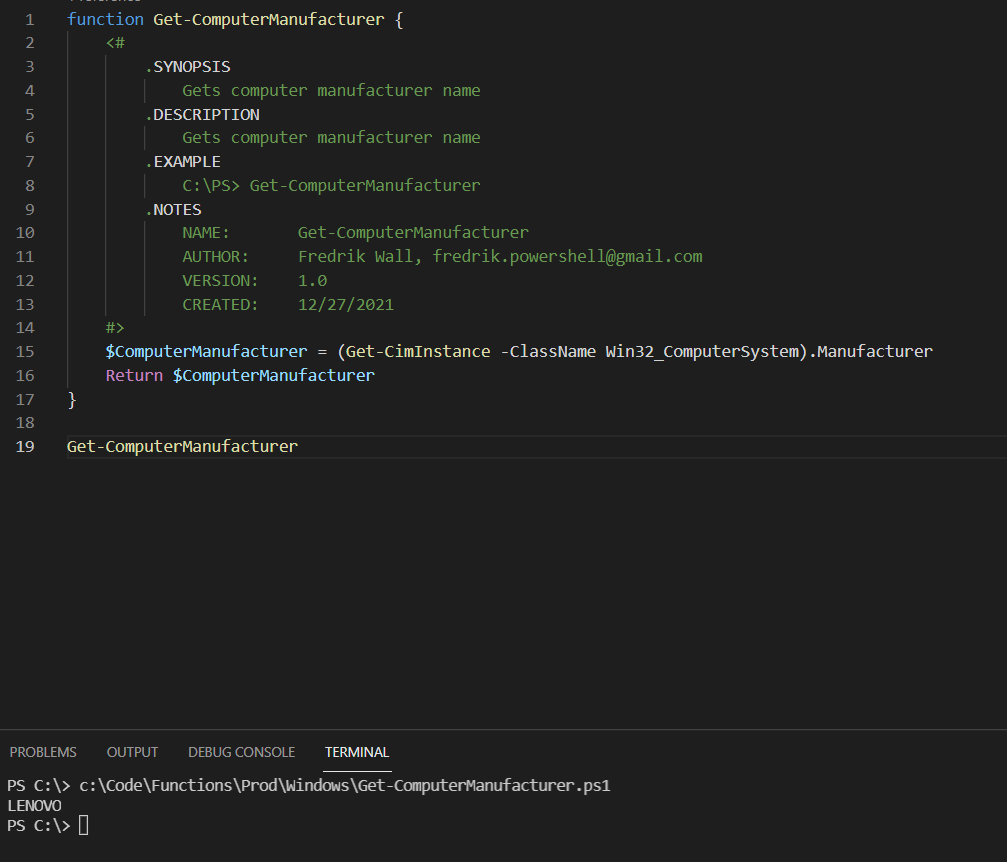 1 function Get-ComputerManufacturer {
2 <#
3 .SYNOPSIS
4 Gets computer manufacturer name
5 .DESCRIPTION
6 Gets computer manufacturer name
7 .EXAMPLE
8 C:\PS> Get-ComputerManufacturer
9 .NOTES
10 NAME: Get-ComputerManufacturer
11 AUTHOR: Fredrik Wall, fredrik.powershell@gmail.com
12 VERSION: 1.0
13 CREATED: 12/27/2021
14 #>
15 $ComputerManufacturer = (Get-CimInstance -ClassName Win32_ComputerSystem).Manufacturer
16 Return $ComputerManufacturer
17 }
18
19 Get-ComputerManufacturer
PROBLEMS OUTPUT DEBUG CONSOLE TERMINAL
PS C:\> c:\Code\Functions\Prod\Windows\Get-ComputerManufacturer.ps1
LENOVO
PS C:\>